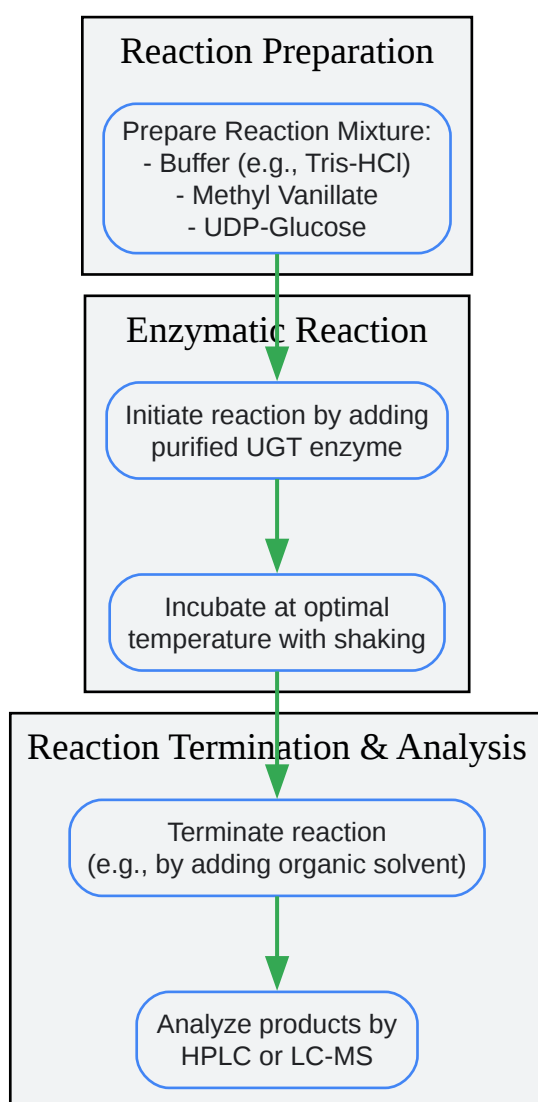 Reaction Preparation
Prepare Reaction Mixture:
- Buffer (e.g., Tris-HCl)
- Methyl Vanillate
- UDP-Glucose
Enzymatic Reaction
Initiate reaction by adding
purified UGT enzyme
Incubate at optimal
temperature with shaking
Reaction Termination & Analysis
Terminate reaction
(e.g., by adding organic solvent)
Analyze products by
HPLC or LC-MS